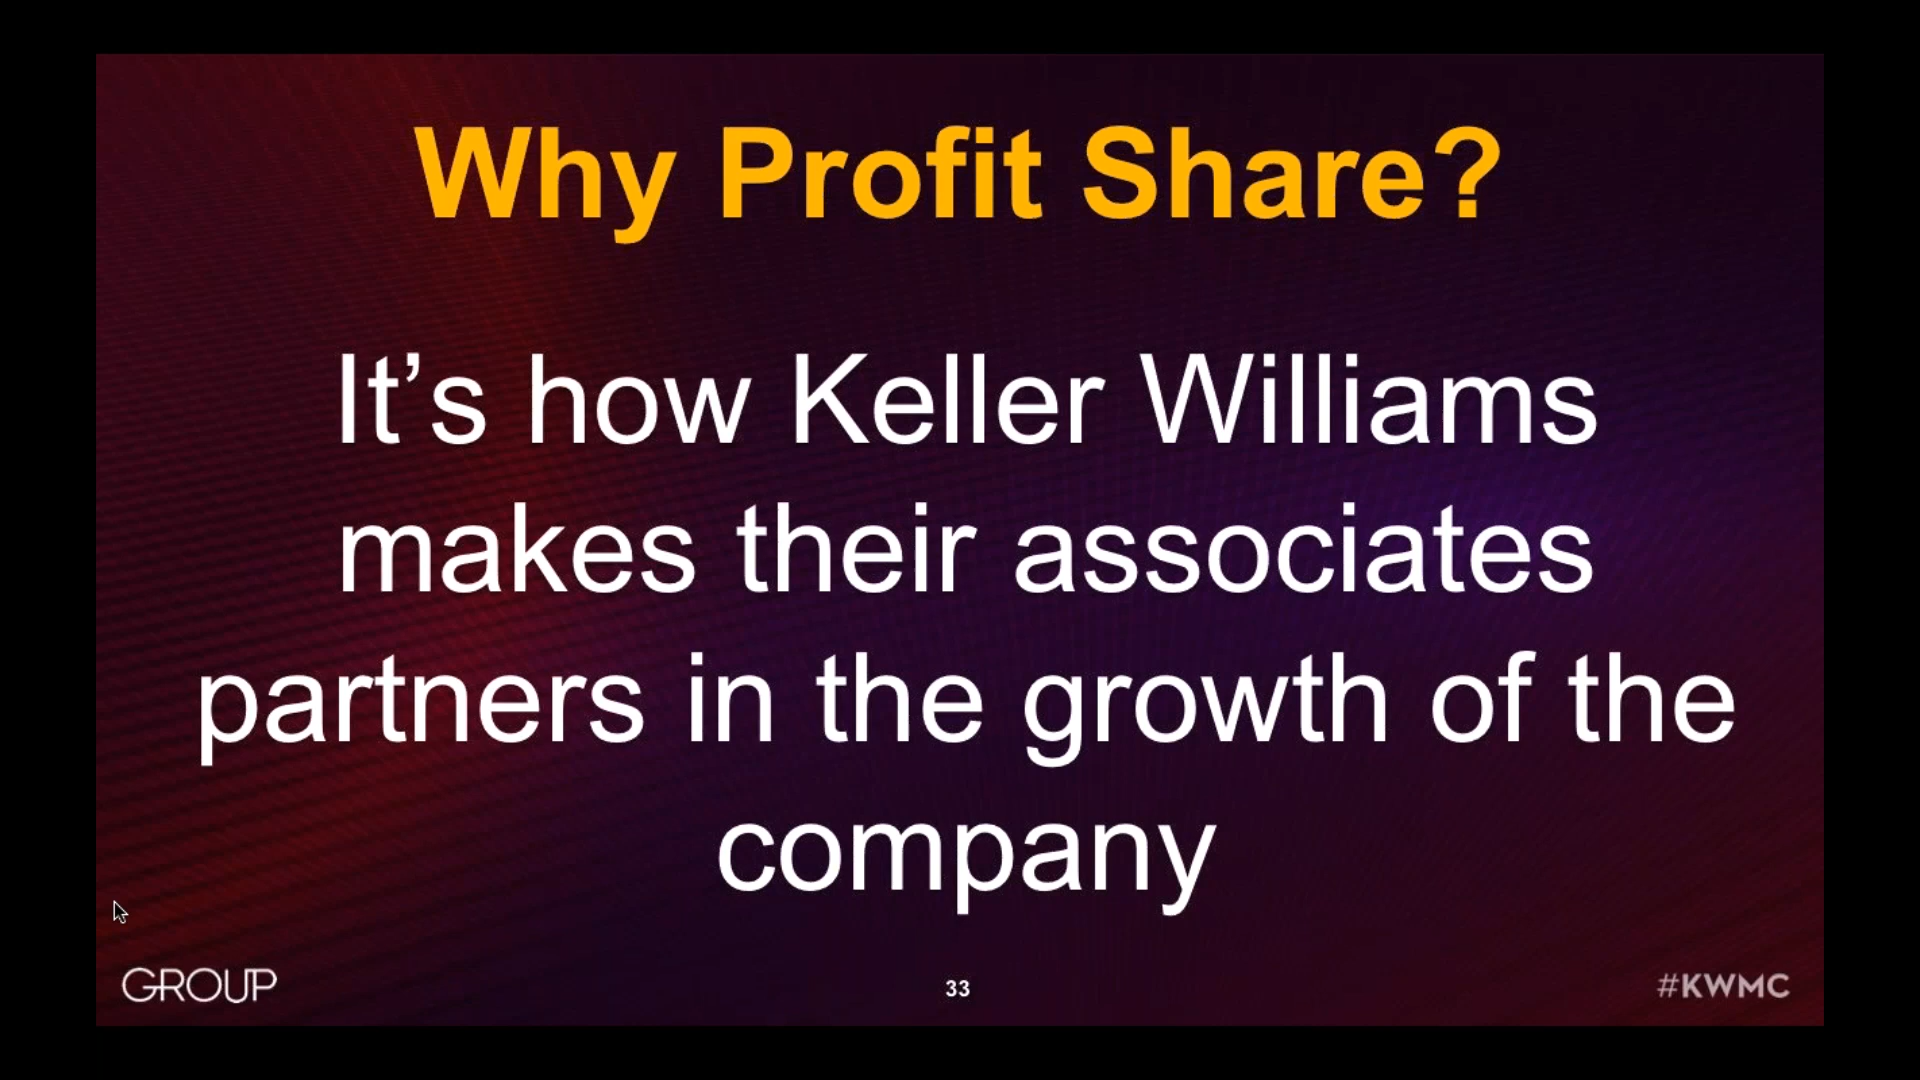 Why Profit Share?
It’s how Keller Williams
makes their associates
partners in the growth of the
company
GROUP
33
#KWMC